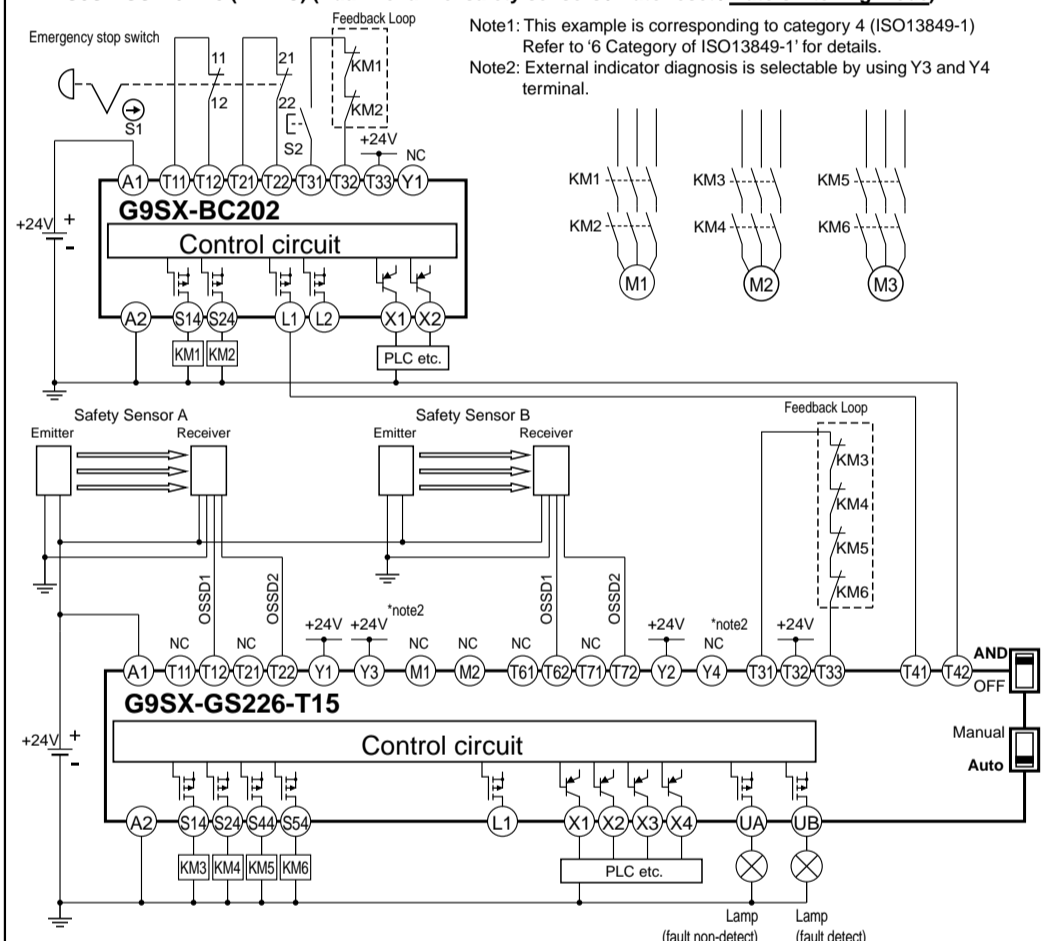 Feedback Loop
Emergency stop switch
Note1: This example is corresponding to category 4 (ISO13849-1)
Refer to ‘6 Category of ISO13849-1’ for details.
Note2: External indicator diagnosis is selectable by using Y3 and Y4
terminal.
11 21 KM1
12 22 KM2
S1 S2 +24V NC
A1 T11 T12 T21 T22 T31 T32 T33 Y1
KM1 KM3 KM5
G9SX-BC202
+24V + -
Control circuit
KM2 KM4 KM6
M1 M2 M3
A2 S14 S24 L1 L2 X1 X2
KM1 KM2 PLC etc.
Safety Sensor A Safety Sensor B Feedback Loop
Emitter Receiver Emitter Receiver
KM3
KM4
KM5
KM6
OSSD1 OSSD2 OSSD1 OSSD2
*note2 *note2
NC NC +24V +24V NC NC NC NC +24V NC +24V
A1 T11 T12 T21 T22 Y1 Y3 M1 M2 T61 T62 T71 T72 Y2 Y4 T31 T32 T33 T41 T42
AND
OFF
G9SX-GS226-T15
+24V + -
Control circuit
Manual
Auto
A2 S14 S24 S44 S54 L1 X1 X2 X3 X4 UA UB
KM3 KM4 KM5 KM6 PLC etc.
Lamp Lamp
(fault non-detect) (fault detect)